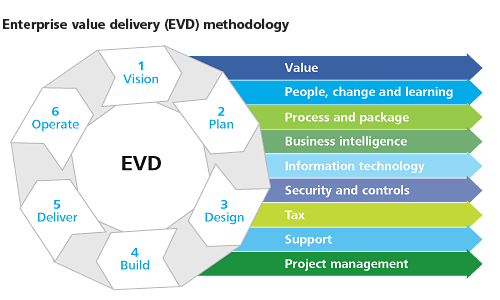 Enterprise value delivery (EVD) methodology
1
Vision
2
Plan
3
Design
4
Build
5
Deliver
6
Operate
EVD
Value
People, change and learning
Process and package
Business intelligence
Information technology
Security and controls
Tax
Support
Project management